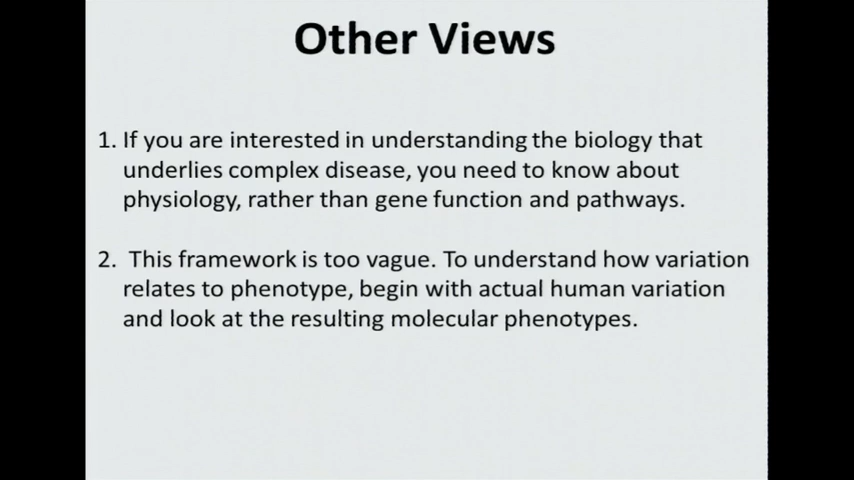 Other Views
1. If you are interested in understanding the biology that
underlies complex disease, you need to know about
physiology, rather than gene function and pathways.
2. This framework is too vague. To understand how variation
relates to phenotype, begin with actual human variation
and look at the resulting molecular phenotypes.